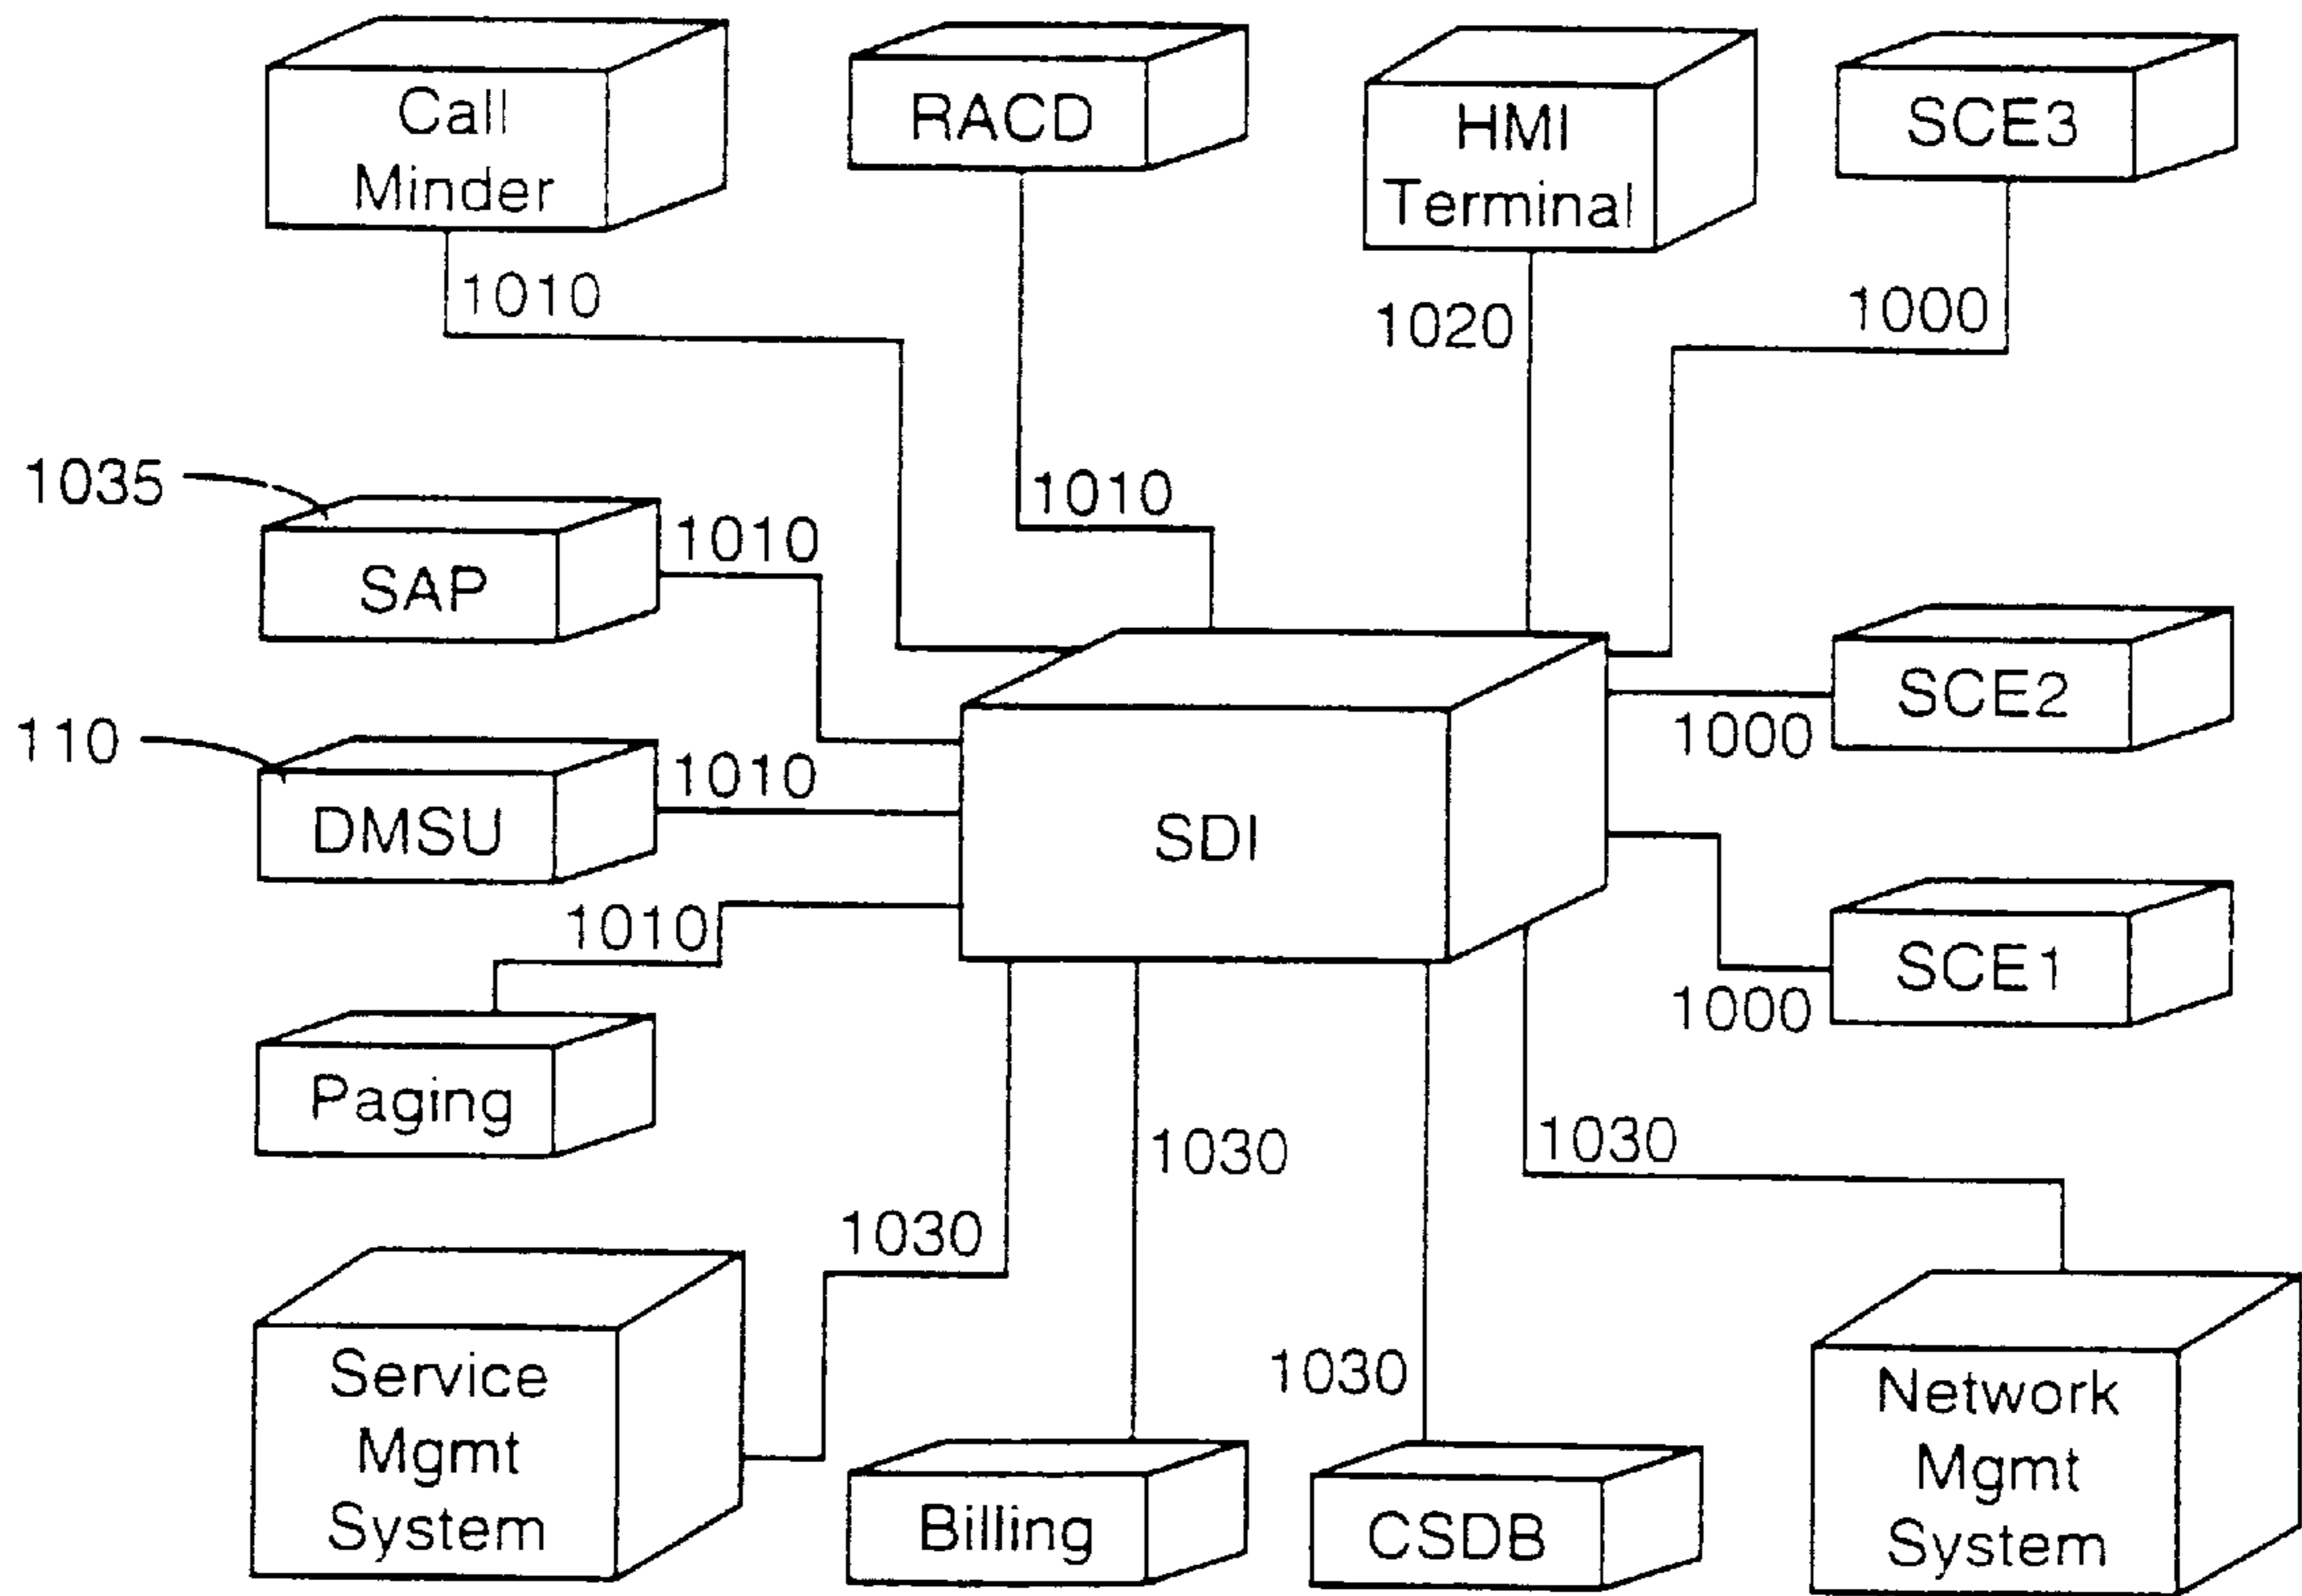 Call
Minder
RACD
HMI
Terminal
SCE3
1010
1020
1000
1035
1010
1010
SAP
SCE2
1000
110
1010
DMSU
SDI
1010
SCE1
1000
Paging
1030
1030
1030
Service
Mgmt
System
1030
Billing
CSDB
Network
Mgmt
System